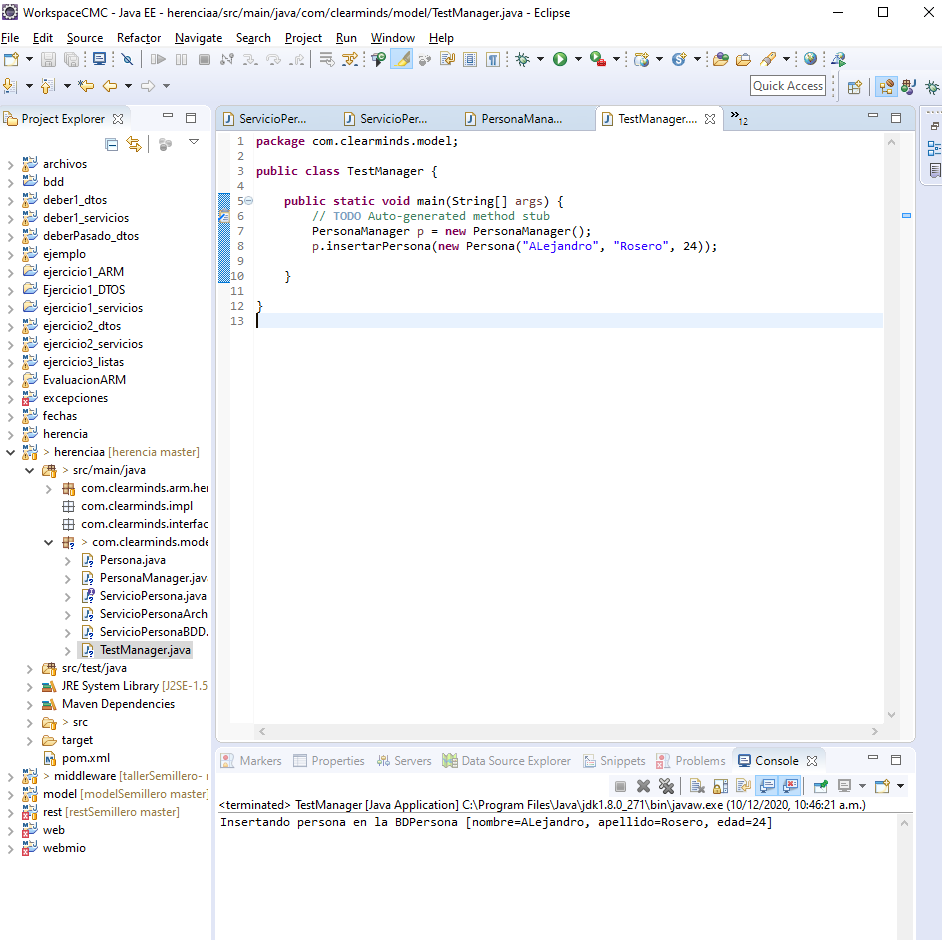 WorkspaceCMC - Java EE - herenciaa/src/main/java/com/clearminds/model/TestManager.java - Eclipse
File Edit Source Refactor Navigate Search Project Run Window Help
Quick Access
Project Explorer
archivos
bdd
deber1_dtos
deber1_servicios
deberPasado_dtos
ejemplo
ejercicio1_ARM
Ejercicio1_DTOS
ejercicio1_servicios
ejercicio2_dtos
ejercicio2_servicios
ejercicio3_listas
EvaluacionARM
excepciones
fechas
herencia
> herenciaa [herencia master]
> src/main/java
com.clearminds.arm.her
com.clearminds.impl
com.clearminds.interfac
> com.clearminds.mode
Persona.java
PersonaManager.java
ServicioPersona.java
ServicioPersonaArch
ServicioPersonaBDD.
TestManager.java
src/test/java
JRE System Library [J2SE-1.5
Maven Dependencies
> src
target
pom.xml
> middleware [tallerSemillero-
model [modelSemillero master]
rest [restSemillero master]
web
webmio
ServicioPer... ServicioPer... PersonaMana... TestManager.... »12
1 package com.clearminds.model;
2
3 public class TestManager {
4
5 public static void main(String[] args) {
6 // TODO Auto-generated method stub
7 PersonaManager p = new PersonaManager();
8 p.insertarPersona(new Persona("ALejandro", "Rosero", 24));
9
10 }
11
12 }
13
Markers Properties Servers Data Source Explorer Snippets Problems Console
<terminated> TestManager [Java Application] C:\Program Files\Java\jdk1.8.0_271\bin\javaw.exe (10/12/2020, 10:46:21 a.m.)
Insertando persona en la BDPersona [nombre=ALejandro, apellido=Rosero, edad=24]